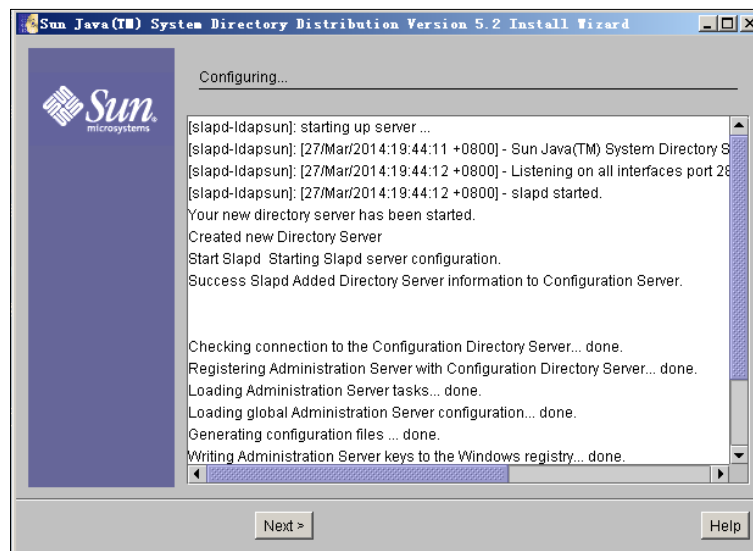 Sun Java(TM) System Directory Distribution Version 5.2 Install Wizard
Sun
microsystems
Configuring...
[slapd-ldapsun]: starting up server ...
[slapd-ldapsun]: [27/Mar/2014:19:44:11 +0800] - Sun Java(TM) System Directory S
[slapd-ldapsun]: [27/Mar/2014:19:44:12 +0800] - Listening on all interfaces port 28
[slapd-ldapsun]: [27/Mar/2014:19:44:12 +0800] - slapd started.
Your new directory server has been started.
Created new Directory Server
Start Slapd  Starting Slapd server configuration.
Success Slapd Added Directory Server information to Configuration Server.
Checking connection to the Configuration Directory Server... done.
Registering Administration Server with Configuration Directory Server... done.
Loading Administration Server tasks... done.
Loading global Administration Server configuration... done.
Generating configuration files ... done.
Writing Administration Server keys to the Windows registry... done.
Next >
Help